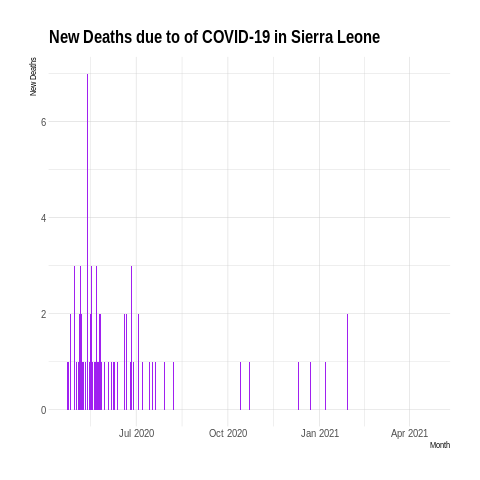 New Deaths due to of COVID-19 in Sierra Leone
New Deaths
6
4
2
0
Jul 2020 Oct 2020 Jan 2021 Apr 2021
Month